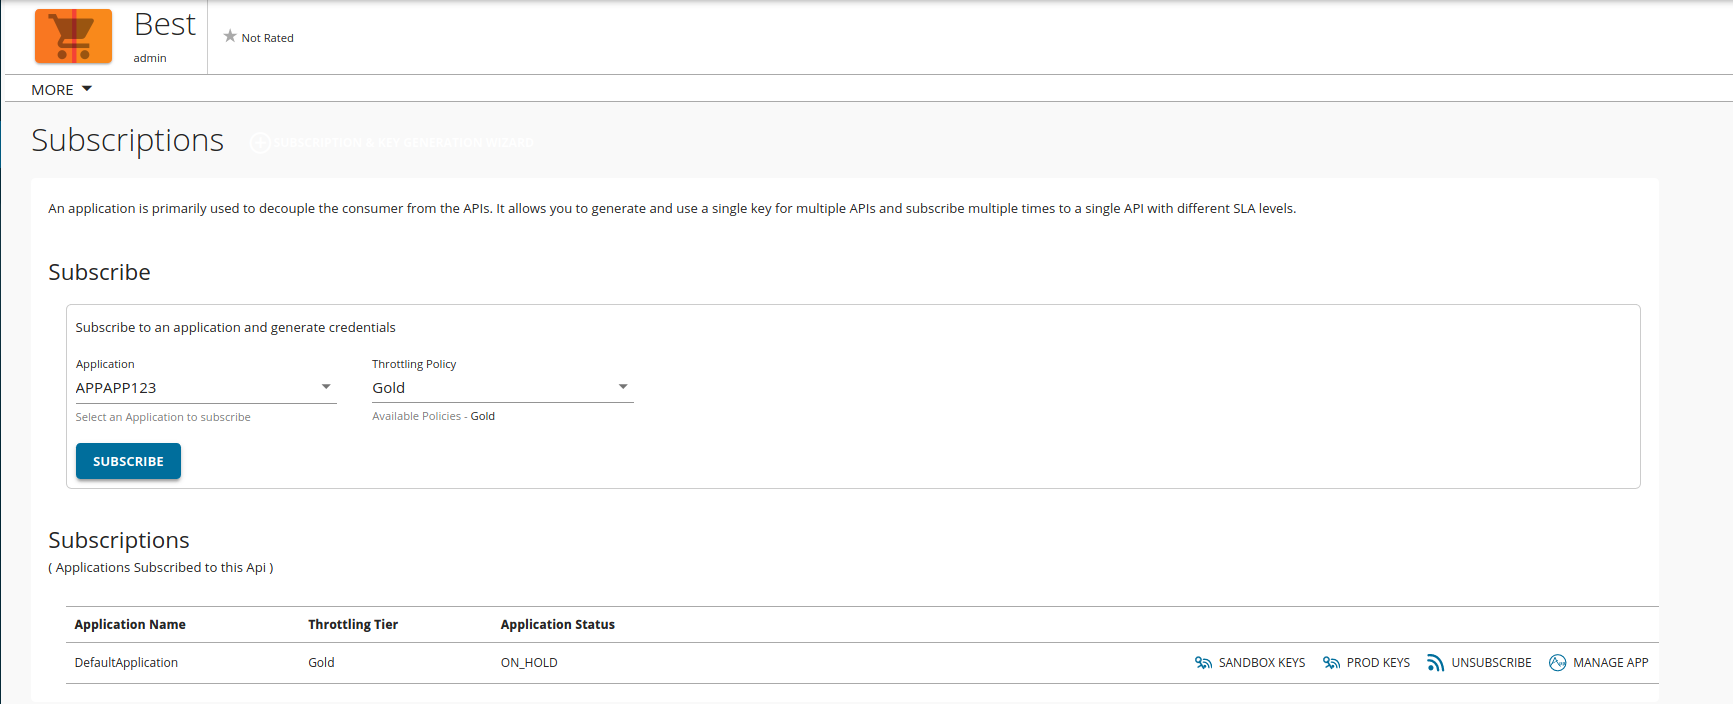 Best
admin
Not Rated
MORE
Subscriptions
SUBSCRIPTION & KEY GENERATION WIZARD
An application is primarily used to decouple the consumer from the APIs. It allows you to generate and use a single key for multiple APIs and subscribe multiple times to a single API with different SLA levels.
Subscribe
Subscribe to an application and generate credentials
Application Throttling Policy
APPAPP123 Gold
Select an Application to subscribe Available Policies - Gold
SUBSCRIBE
Subscriptions
( Applications Subscribed to this Api )
Application Name Throttling Tier Application Status
DefaultApplication Gold ON_HOLD SANDBOX KEYS PROD KEYS UNSUBSCRIBE MANAGE APP